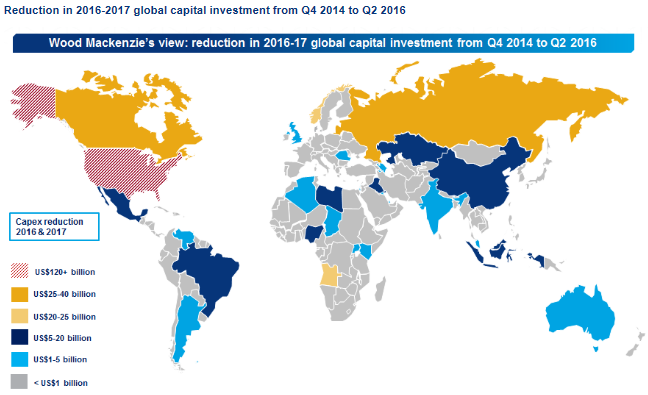 Reduction in 2016-2017 global capital investment from Q4 2014 to Q2 2016
Wood Mackenzie's view: reduction in 2016-17 global capital investment from Q4 2014 to Q2 2016
Capex reduction
2016 & 2017
US$120+ billion
US$25-40 billion
US$20-25 billion
US$5-20 billion
US$1-5 billion
< US$1 billion